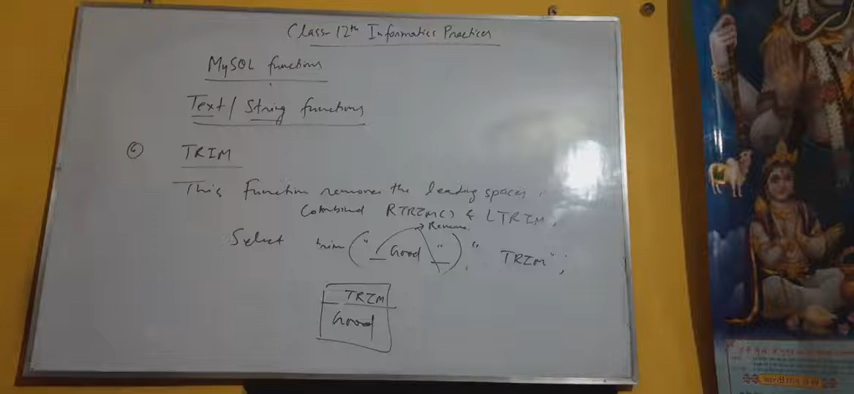 Class 12th Informatics Practices
MySQL functions
Text / String functions
6 TRIM
This Function removes the leading spaces
Combined RTRIM() & LTRIM,
Remove
Select trim (" _ Good _ ") " TRIM";
TRIM
Good